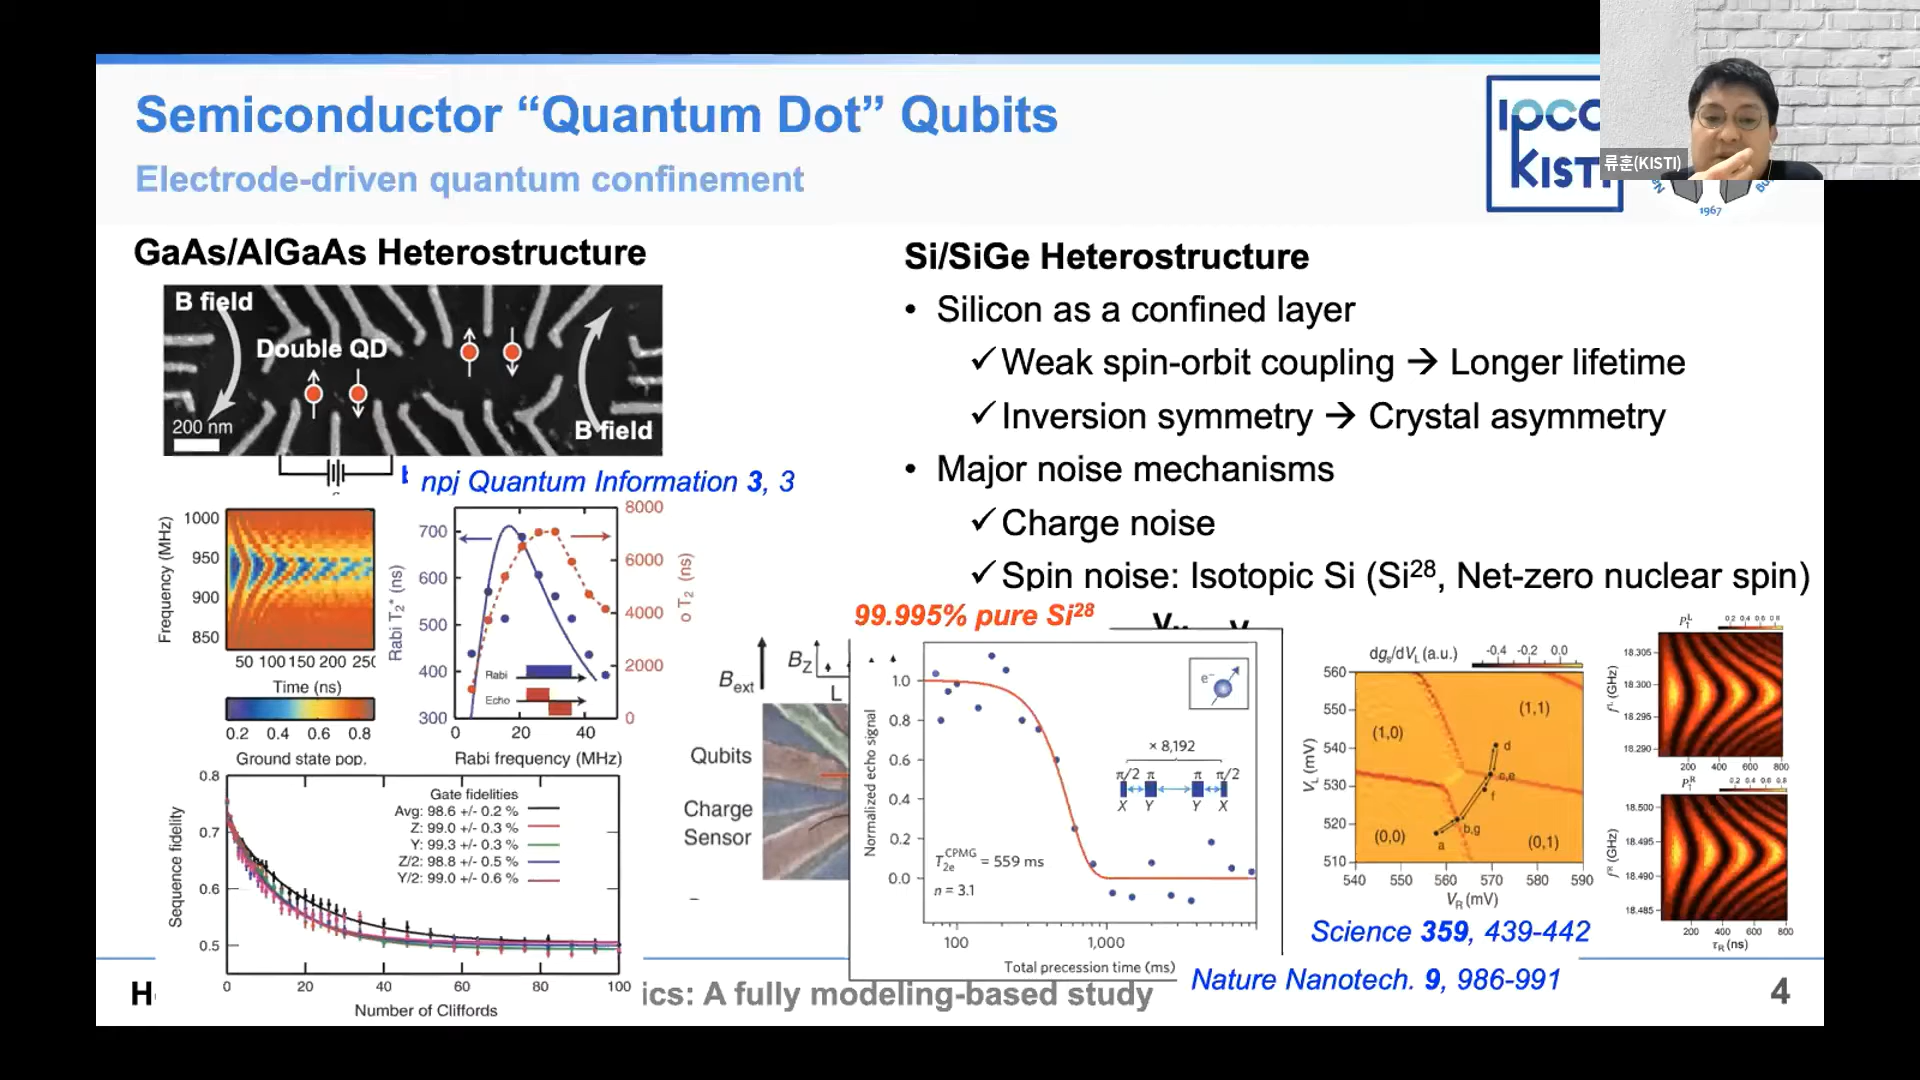 Semiconductor “Quantum Dot” Qubits
Electrode-driven quantum confinement
류훈(KISTI)
1967
GaAs/AlGaAs Heterostructure
B field
Double QD
200 nm
B field
npj Quantum Information 3, 3
Frequency (MHz)
1000
950
900
850
50 100 150 200 250
Time (ns)
0.2 0.4 0.6 0.8
Ground state pop.
Rabi T2* (ns)
700
600
500
400
300
8000
6000
4000
2000
0
o T2 (ns)
Rabi
Echo
0 20 40
Rabi frequency (MHz)
Sequence fidelity
0.8
0.7
0.6
0.5
Gate fidelities
Avg: 98.6 +/- 0.2 %
Z: 99.0 +/- 0.3 %
Y: 99.3 +/- 0.3 %
Z/2: 98.8 +/- 0.5 %
Y/2: 99.0 +/- 0.6 %
0 20 40 60 80 100
Number of Cliffords
Si/SiGe Heterostructure
• Silicon as a confined layer
✓Weak spin-orbit coupling → Longer lifetime
✓Inversion symmetry → Crystal asymmetry
• Major noise mechanisms
✓Charge noise
✓Spin noise: Isotopic Si (Si28, Net-zero nuclear spin)
99.995% pure Si28
Bext
BZ
L
Qubits
Charge
Sensor
Normalized echo signal
1.0
0.8
0.6
0.4
0.2
0.0
e-
× 8,192
π/2 π π π/2
X Y Y X
T2eCPMG = 559 ms
n = 3.1
100 1,000
Total precession time (ms)
dgs/dVL (a.u.)
-0.4 -0.2 0.0
VL (mV)
560
550
540
530
520
510
(1,0)
(1,1)
(0,0)
(0,1)
d
c,e
f
b,g
a
540 550 560 570 580 590
VR (mV)
P↑L
0.2 0.4 0.6 0.8
fL (GHz)
18.305
18.300
18.295
18.290
200 400 600 800
P↑R
0.2 0.4 0.6 0.8
fR (GHz)
18.500
18.495
18.490
18.485
200 400 600 800
τR (ns)
Science 359, 439-442
Nature Nanotech. 9, 986-991
ics: A fully modeling-based study
4